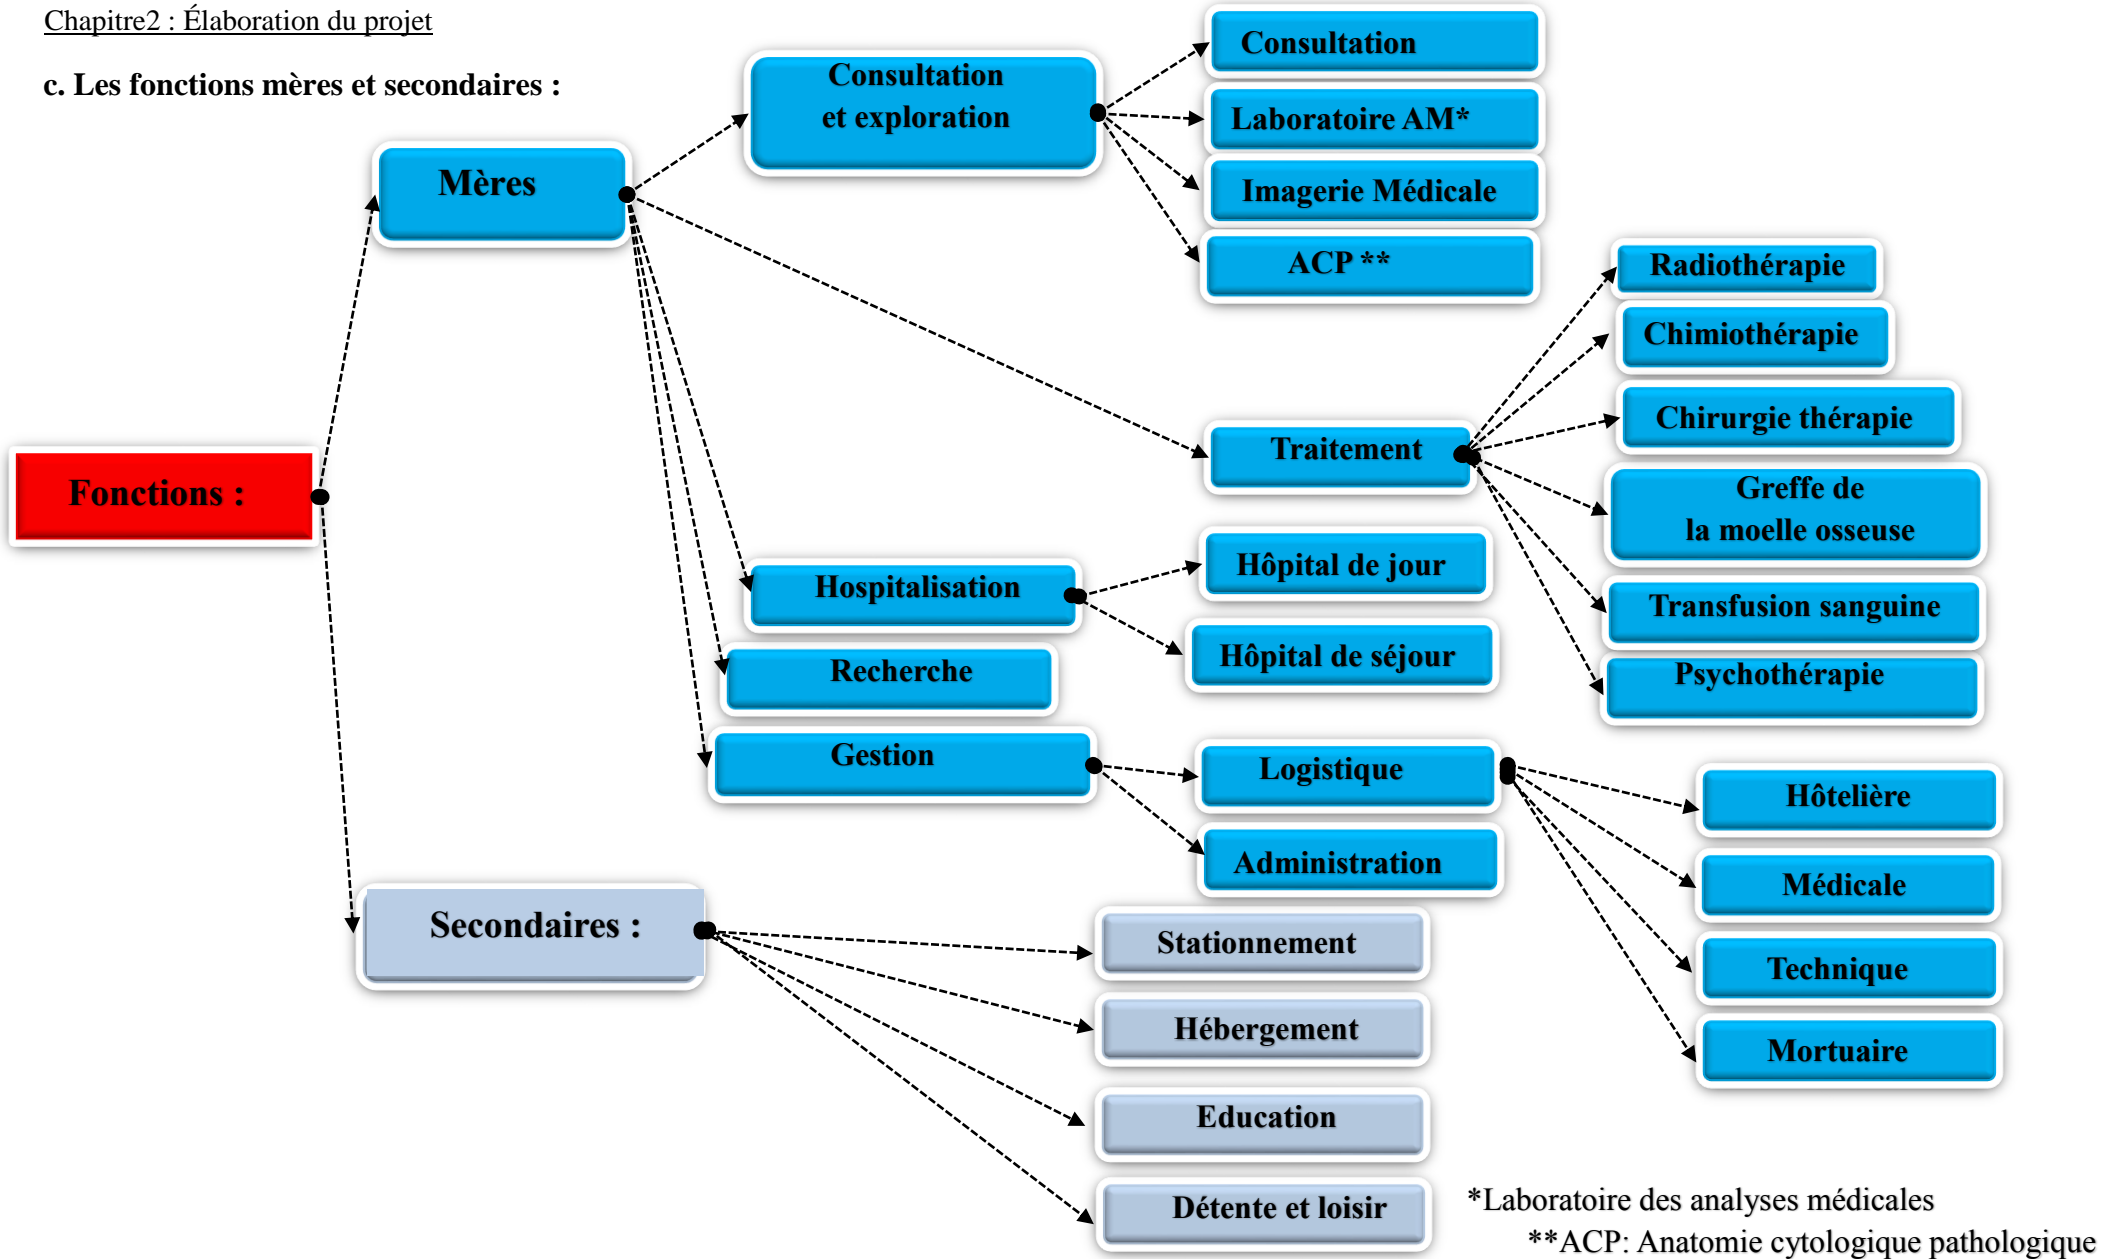 Chapitre2 : Élaboration du projet
c. Les fonctions mères et secondaires :
Fonctions :
Mères
Consultation
et exploration
Consultation
Laboratoire AM*
Imagerie Médicale
ACP **
Traitement
Radiothérapie
Chimiothérapie
Chirurgie thérapie
Greffe de
la moelle osseuse
Transfusion sanguine
Psychothérapie
Hospitalisation
Hôpital de jour
Hôpital de séjour
Recherche
Gestion
Logistique
Hôtelière
Médicale
Technique
Mortuaire
Administration
Secondaires :
Stationnement
Hébergement
Education
Détente et loisir
*Laboratoire des analyses médicales
**ACP: Anatomie cytologique pathologique